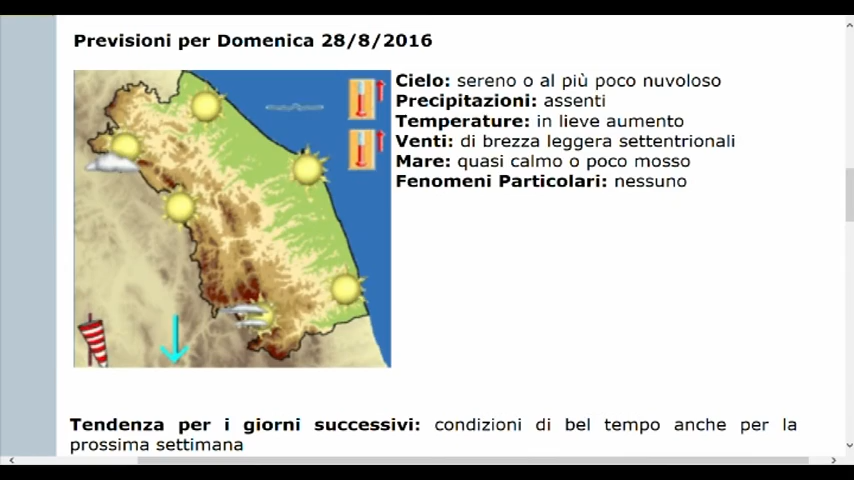 Previsioni per Domenica 28/8/2016
Cielo: sereno o al più poco nuvoloso
Precipitazioni: assenti
Temperature: in lieve aumento
Venti: di brezza leggera settentrionali
Mare: quasi calmo o poco mosso
Fenomeni Particolari: nessuno
Tendenza per i giorni successivi: condizioni di bel tempo anche per la
prossima settimana